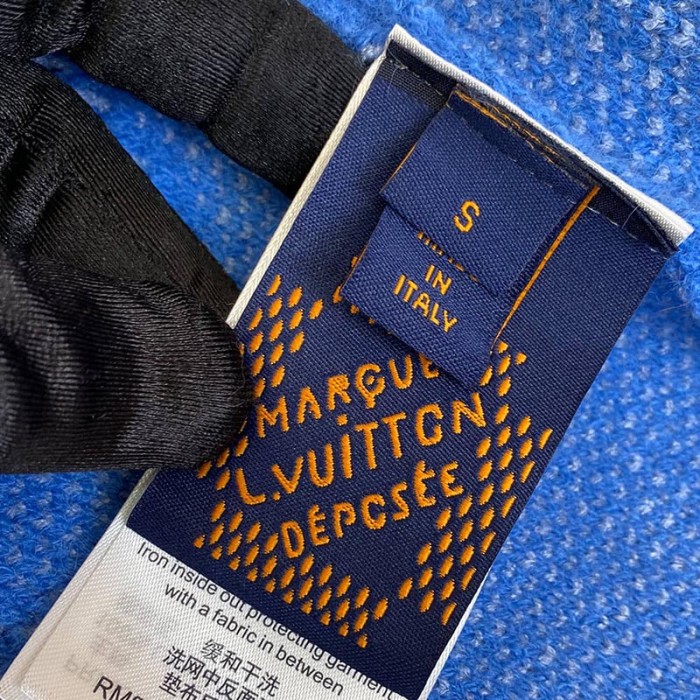 S
IN
ITALY
MARQUE
L.VUITTON
DÉPOSÉE
Iron inside out protecting garment
with a fabric in between
缓和干洗
洗网中反面